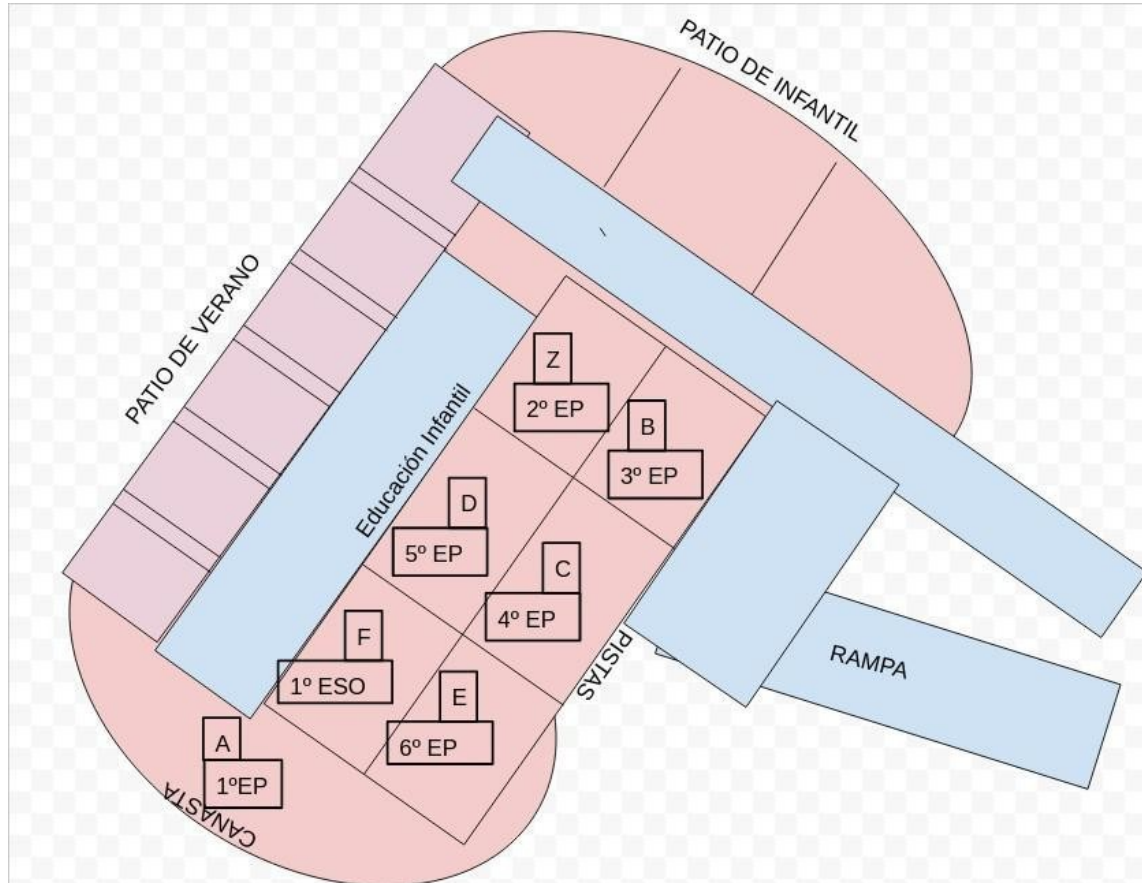 PATIO DE INFANTIL
PATIO DE VERANO
Educación Infantil
Z
2º EP
B
3º EP
D
5º EP
C
4º EP
F
1º ESO
E
6º EP
PISTAS
RAMPA
A
1ºEP
CANASTA